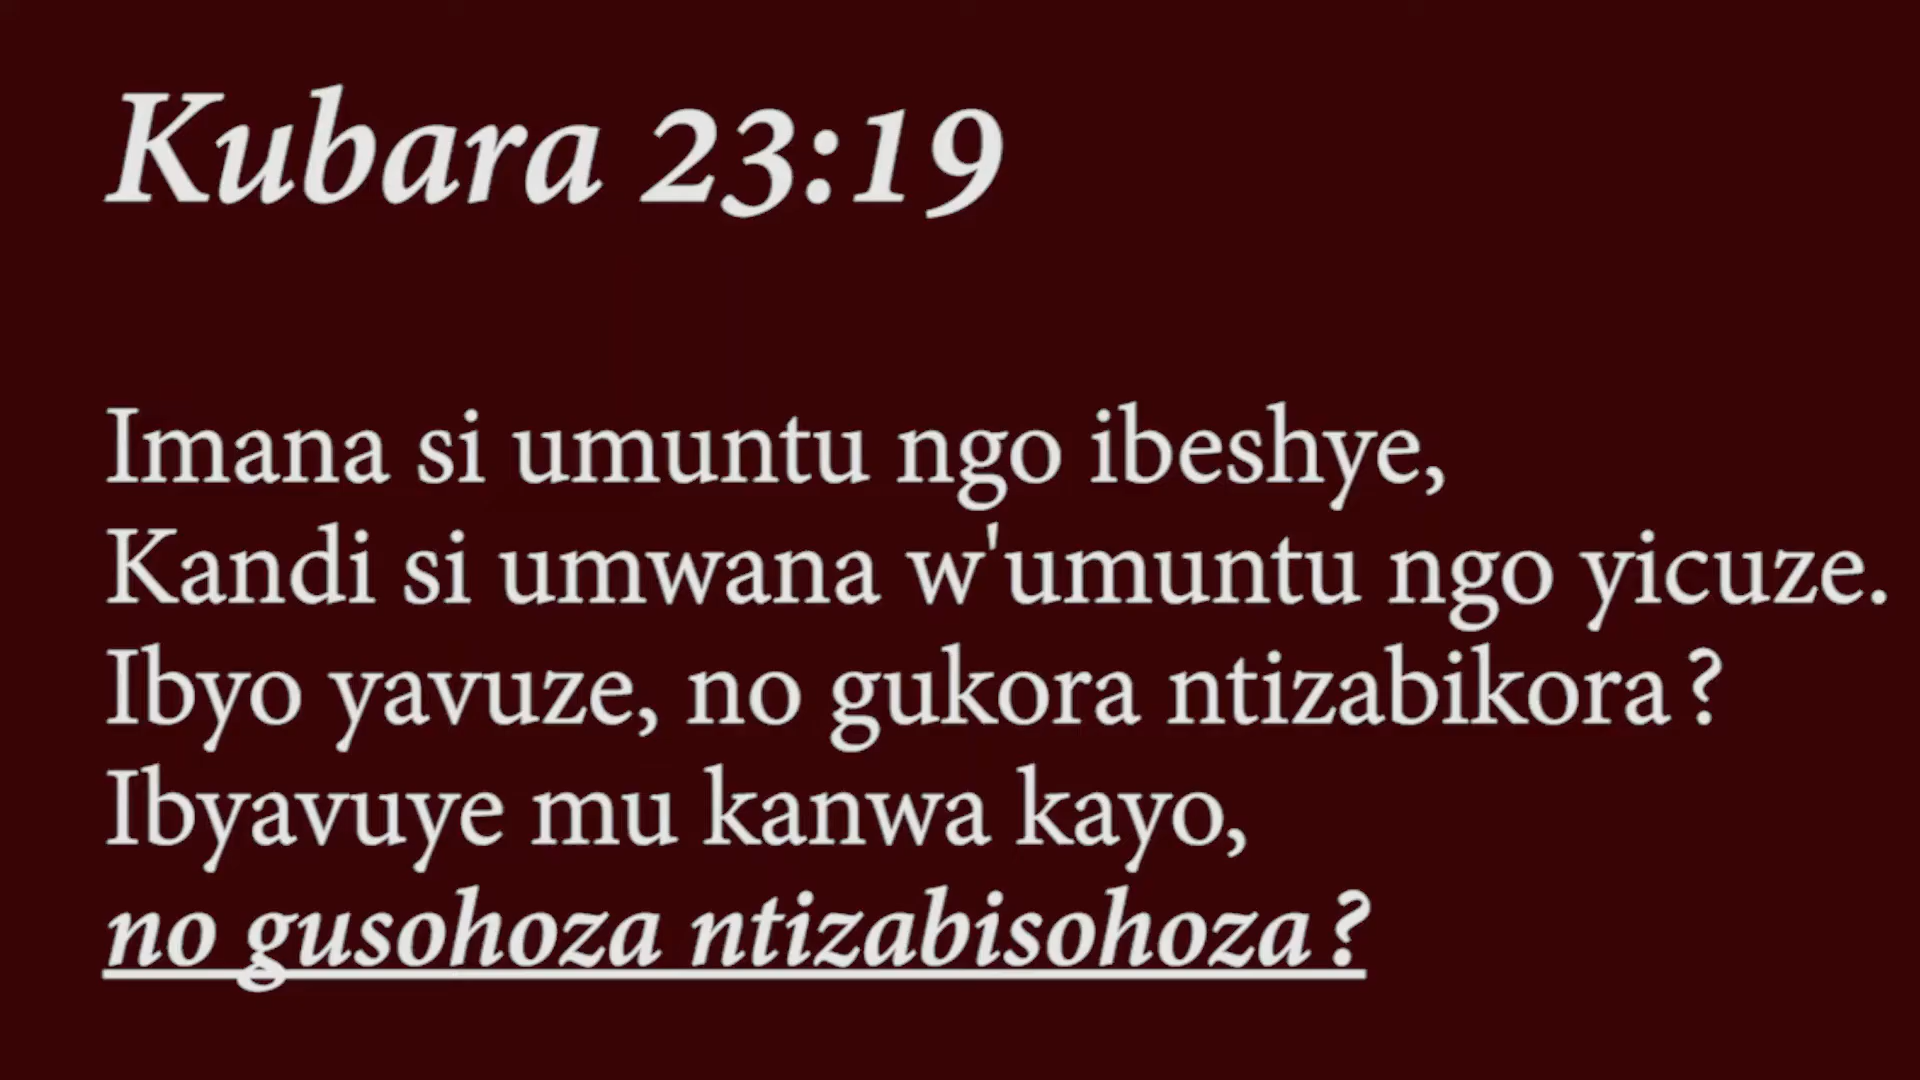 Kubara 23:19
Imana si umuntu ngo ibeshye,
Kandi si umwana w'umuntu ngo yicuze.
Ibyo yavuze, no gukora ntizabikora ?
Ibyavuye mu kanwa kayo,
no gusohoza ntizabisohoza ?